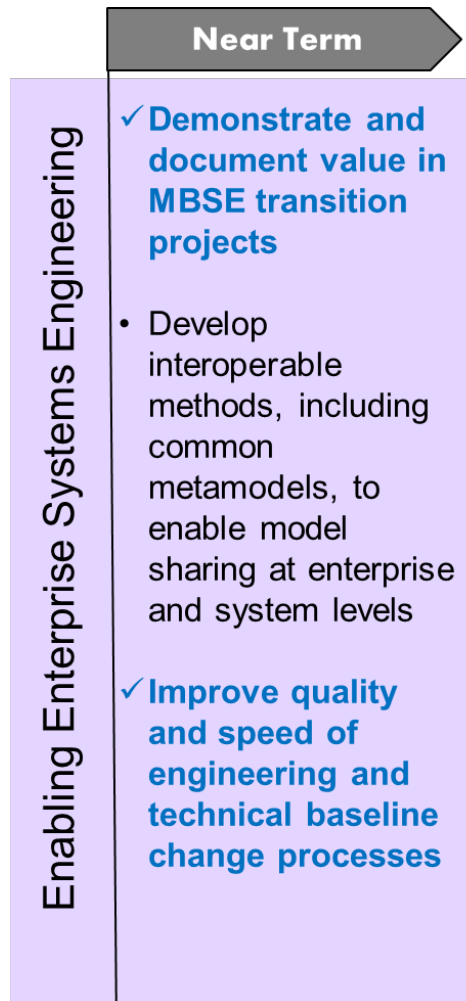 Near Term
Enabling Enterprise Systems Engineering
✓ Demonstrate and
document value in
MBSE transition
projects
• Develop
interoperable
methods, including
common
metamodels, to
enable model
sharing at enterprise
and system levels
✓ Improve quality
and speed of
engineering and
technical baseline
change processes